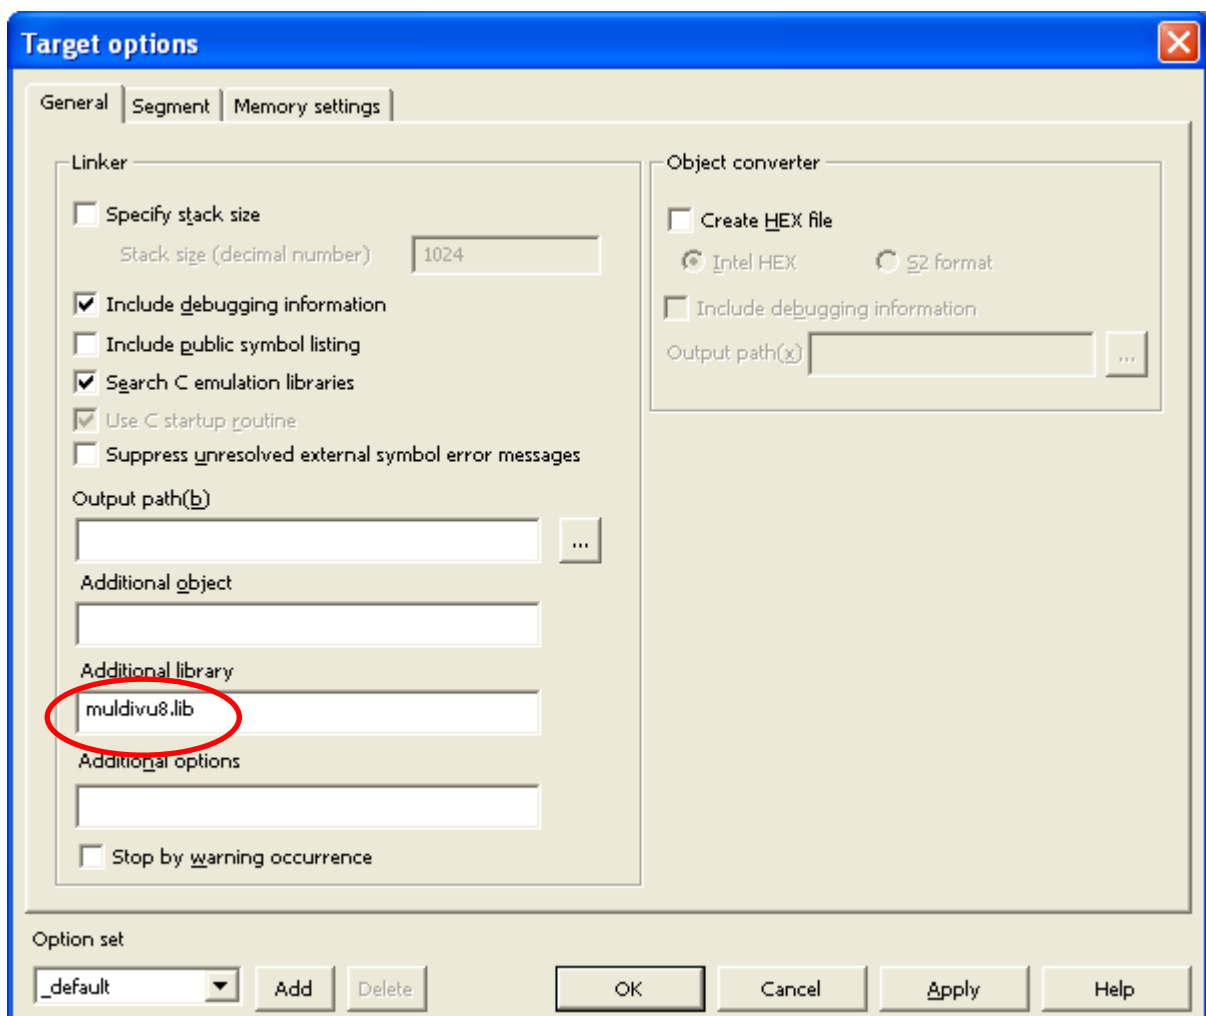 Target options
General Segment Memory settings
Linker
Specify stack size
Stack size (decimal number) 1024
Include debugging information
Include public symbol listing
Search C emulation libraries
Use C startup routine
Suppress unresolved external symbol error messages
Output path(b)
...
Additional object
Additional library
muldivu8.lib
Additional options
Stop by warning occurrence
Object converter
Create HEX file
Intel HEX S2 format
Include debugging information
Output path(x) ...
Option set
_default Add Delete OK Cancel Apply Help